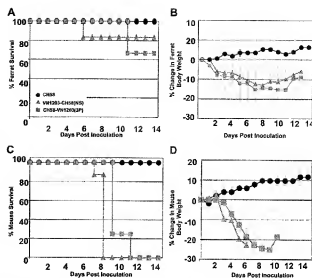 A
% Ferret Survival
100
80
60
40
20
0
CH58
VN1203-CH58(NS)
CH58-VN1203(3P)
2 4 6 8 10 12 14
Days Post Inoculation
B
% Change in Ferret
Body Weight
20
10
0
-10
-20
-30
2 4 6 8 10 12 14
Days Post Inoculation
C
% Mouse Survival
100
80
60
40
20
0
2 4 6 8 10 12 14
Days Post Inoculation
D
% Change in Mouse
Body Weight
20
10
0
-10
-20
-30
2 4 6 8 10 12 14
Days Post Inoculation